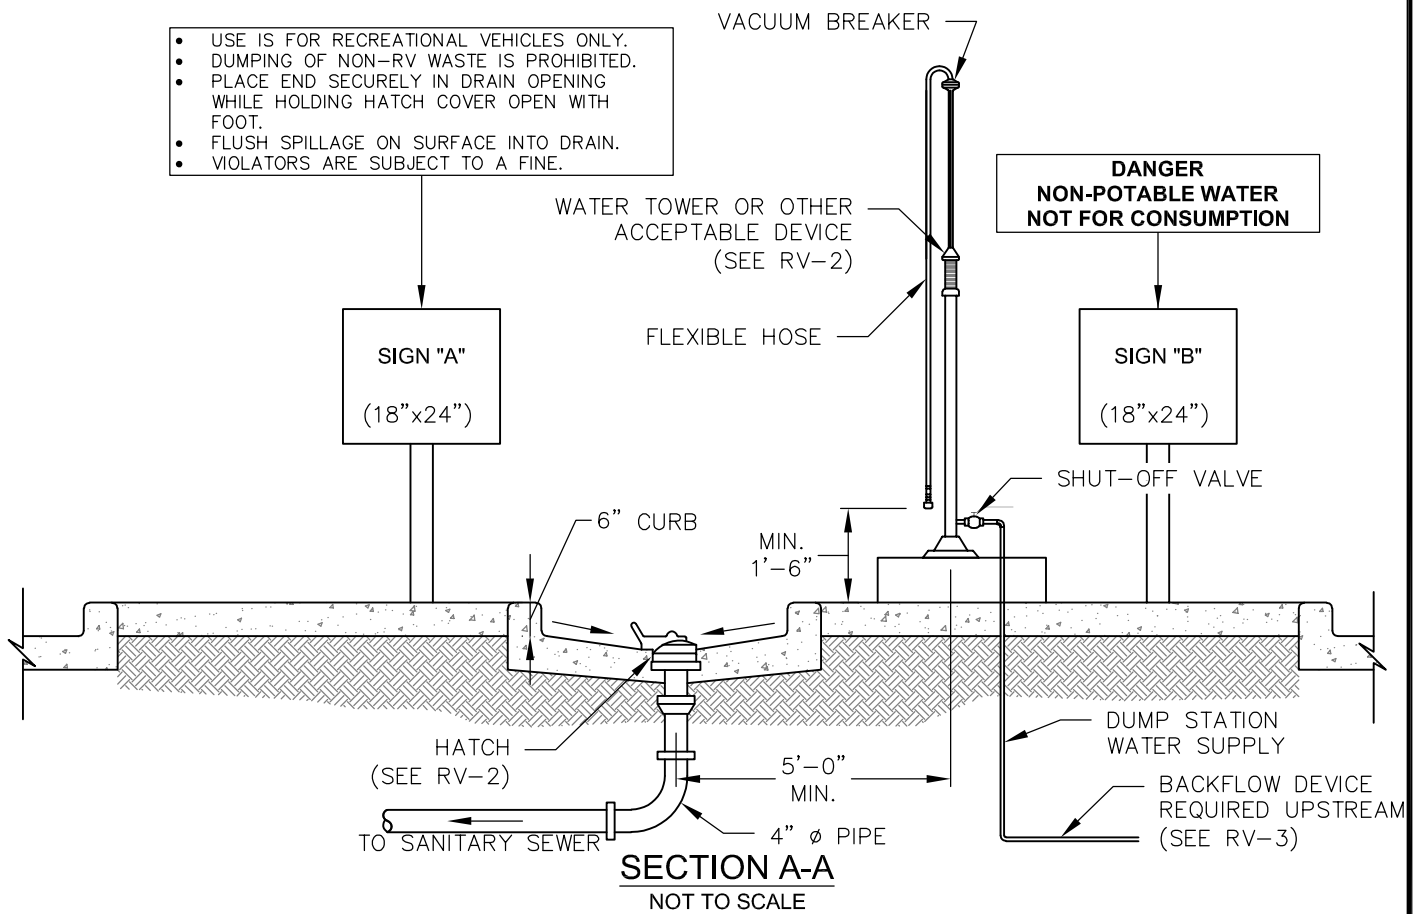 VACUUM BREAKER
• USE IS FOR RECREATIONAL VEHICLES ONLY.
• DUMPING OF NON-RV WASTE IS PROHIBITED.
• PLACE END SECURELY IN DRAIN OPENING
WHILE HOLDING HATCH COVER OPEN WITH
FOOT.
• FLUSH SPILLAGE ON SURFACE INTO DRAIN.
• VIOLATORS ARE SUBJECT TO A FINE.
DANGER
NON-POTABLE WATER
NOT FOR CONSUMPTION
WATER TOWER OR OTHER
ACCEPTABLE DEVICE
(SEE RV-2)
FLEXIBLE HOSE
SIGN "A"
(18”x24”)
SIGN "B"
(18”x24”)
SHUT-OFF VALVE
6” CURB
MIN.
1’-6”
HATCH
(SEE RV-2)
5’-0”
MIN.
DUMP STATION
WATER SUPPLY
BACKFLOW DEVICE
REQUIRED UPSTREAM
(SEE RV-3)
TO SANITARY SEWER
4” ø PIPE
SECTION A-A
NOT TO SCALE